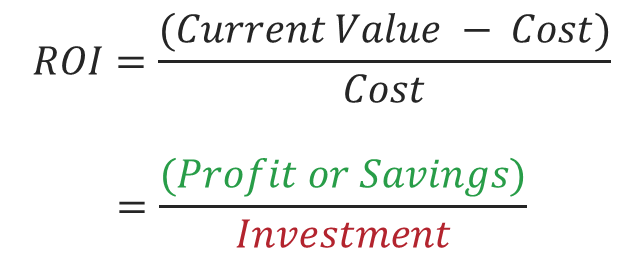 ROI = (Current Value − Cost) / Cost
= (Profit or Savings) / Investment